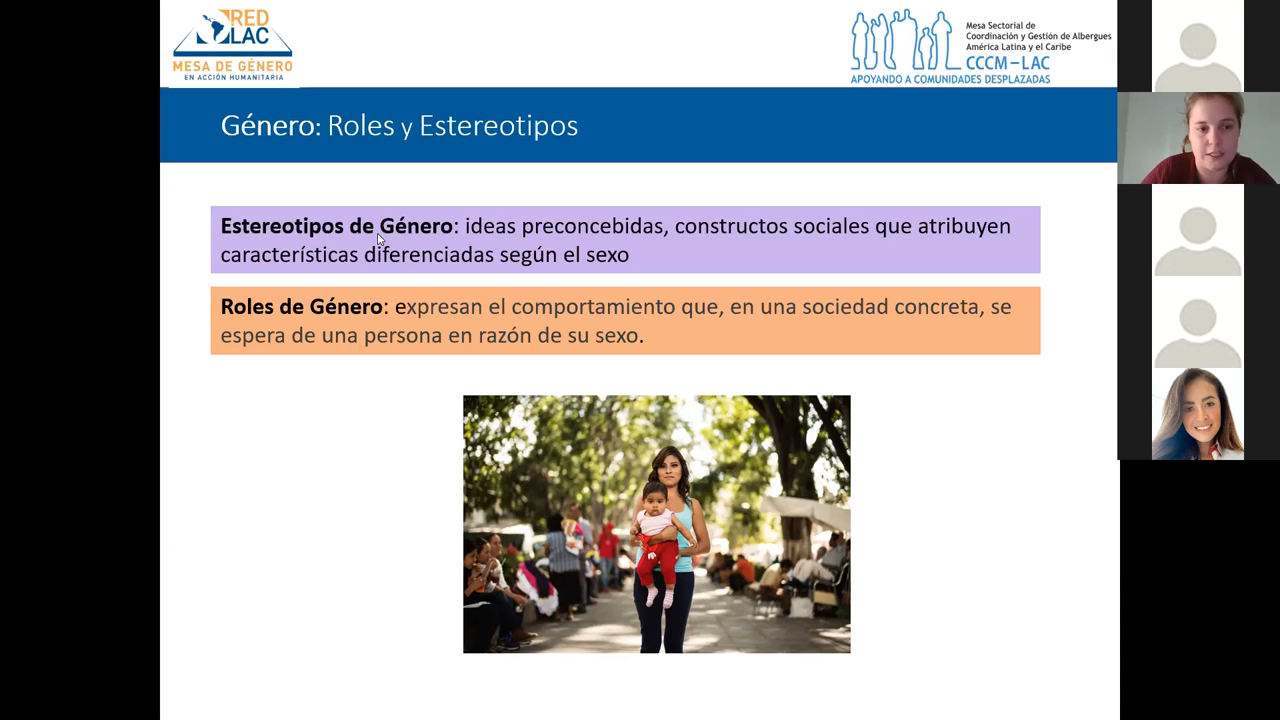 RED
LAC
MESA DE GÉNERO
EN ACCIÓN HUMANITARIA
Mesa Sectorial de
Coordinación y Gestión de Albergues
América Latina y el Caribe
CCCM-LAC
APOYANDO A COMUNIDADES DESPLAZADAS
Género: Roles y Estereotipos
Estereotipos de Género: ideas preconcebidas, constructos sociales que atribuyen
características diferenciadas según el sexo
Roles de Género: expresan el comportamiento que, en una sociedad concreta, se
espera de una persona en razón de su sexo.